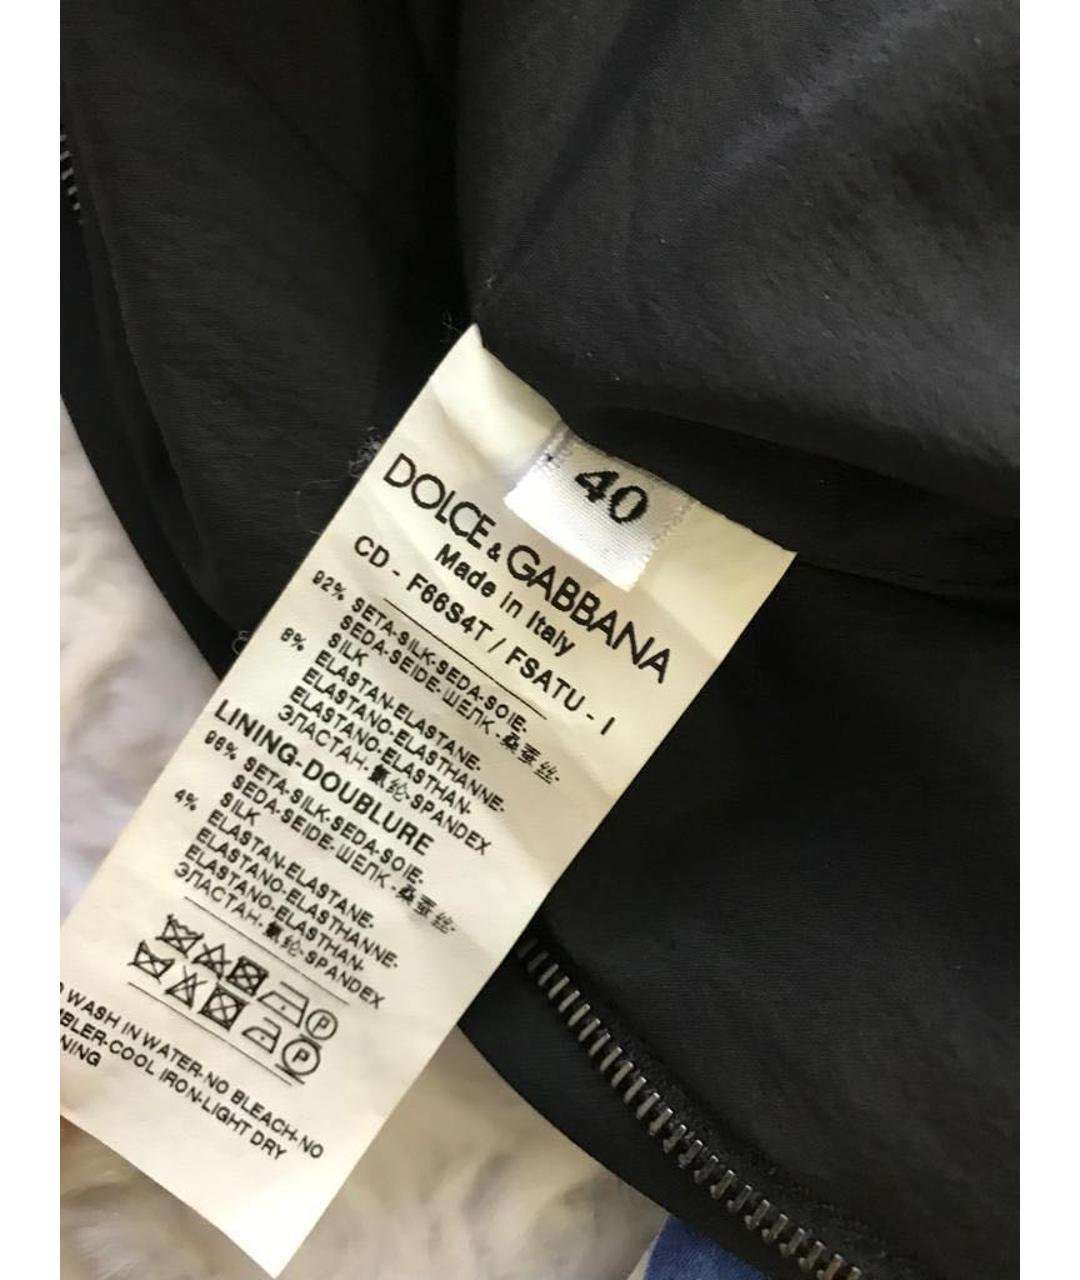 40
DOLCE & GABBANA
Made in Italy
CD - F66S4T / FSATU - I
92% SETA-SILK-SEDA-SOIE-
SEDA-SEIDE-ШЕЛК-桑蚕丝-
SILK
8% ELASTAN-ELASTANE-
ELASTANO-ELASTHANNE-
ELASTANO-ELASTHAN-
ЭЛАСТАН-氨纶-SPANDEX
LINING-DOUBLURE
96% SETA-SILK-SEDA-SOIE-
SEDA-SEIDE-ШЕЛК-桑蚕丝-
SILK
4% ELASTAN-ELASTANE-
ELASTANO-ELASTHANNE-
ELASTANO-ELASTHAN-
ЭЛАСТАН-氨纶-SPANDEX
P
P
WASH IN WATER-NO BLEACH-NO
BLER-COOL IRON-LIGHT DRY
NING